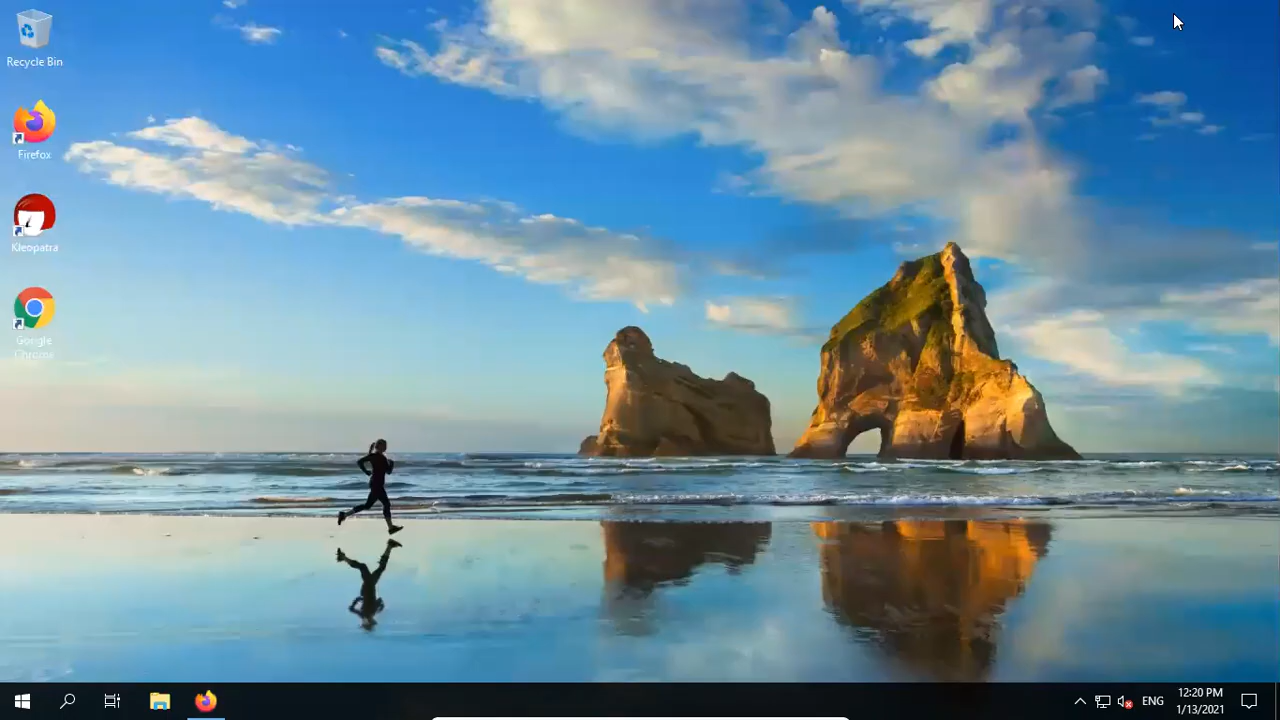 Recycle Bin
Firefox
Kleopatra
Google
Chrome
ENG
12:20 PM
1/13/2021